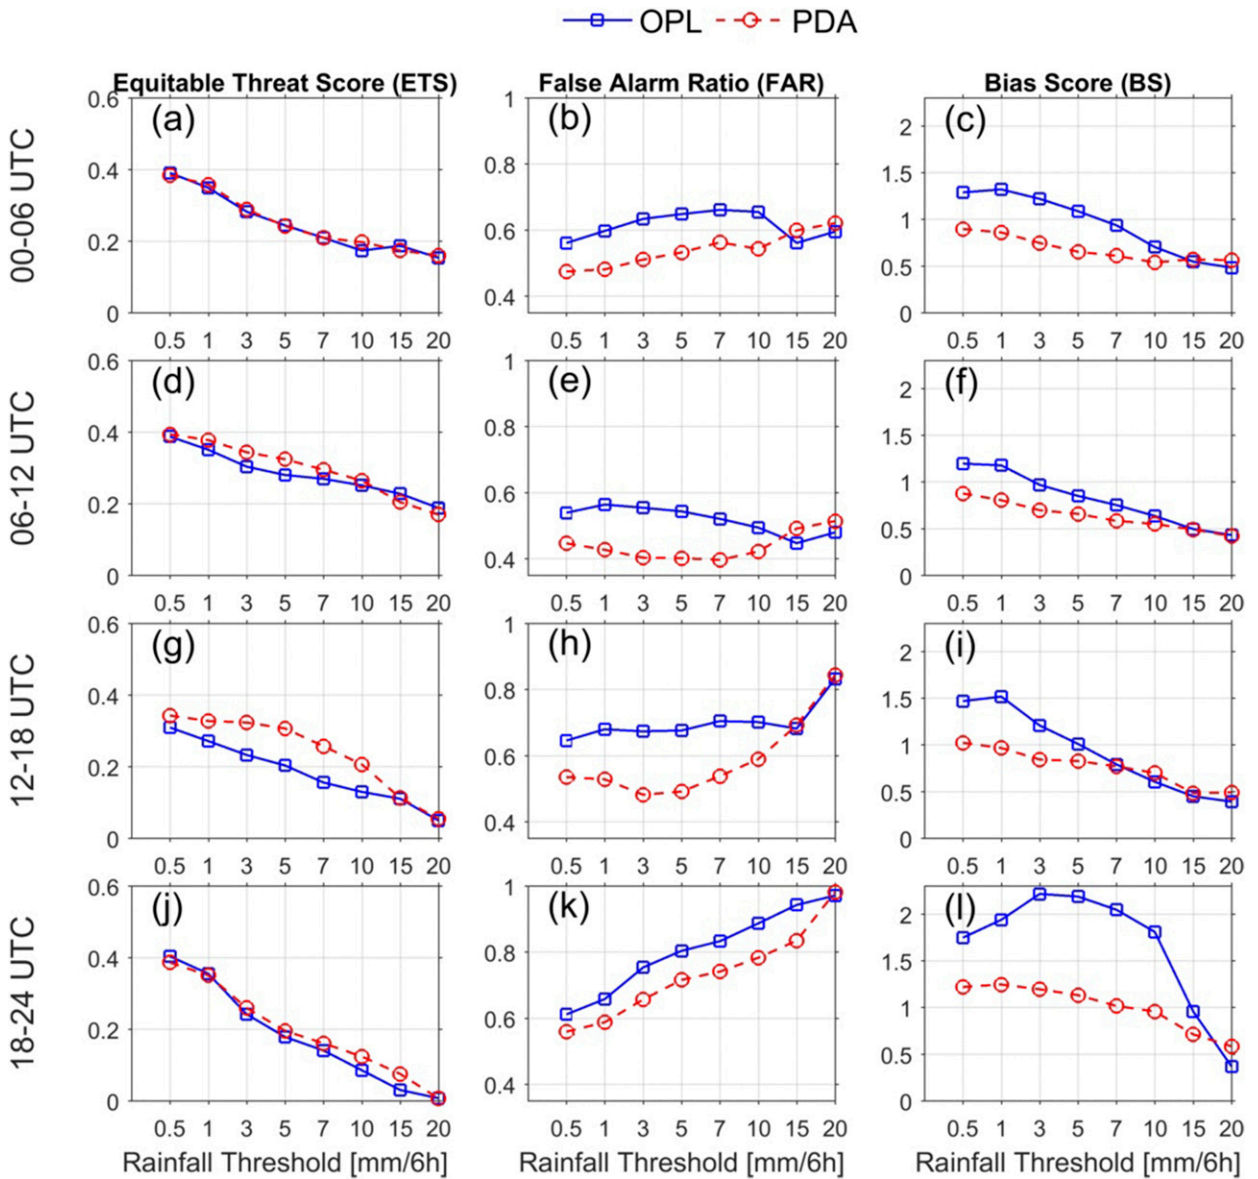 OPL PDA
Equitable Threat Score (ETS) False Alarm Ratio (FAR) Bias Score (BS)
00-06 UTC
(a)
0.6
0.4
0.2
0
0.5 1 3 5 7 10 15 20
(b)
1
0.8
0.6
0.4
0.5 1 3 5 7 10 15 20
(c)
2
1.5
1
0.5
0
0.5 1 3 5 7 10 15 20
06-12 UTC
(d)
0.6
0.4
0.2
0
0.5 1 3 5 7 10 15 20
(e)
1
0.8
0.6
0.4
0.5 1 3 5 7 10 15 20
(f)
2
1.5
1
0.5
0
0.5 1 3 5 7 10 15 20
12-18 UTC
(g)
0.6
0.4
0.2
0
0.5 1 3 5 7 10 15 20
(h)
1
0.8
0.6
0.4
0.5 1 3 5 7 10 15 20
(i)
2
1.5
1
0.5
0
0.5 1 3 5 7 10 15 20
18-24 UTC
(j)
0.6
0.4
0.2
0
0.5 1 3 5 7 10 15 20
Rainfall Threshold [mm/6h]
(k)
1
0.8
0.6
0.4
0.5 1 3 5 7 10 15 20
Rainfall Threshold [mm/6h]
(l)
2
1.5
1
0.5
0
0.5 1 3 5 7 10 15 20
Rainfall Threshold [mm/6h]